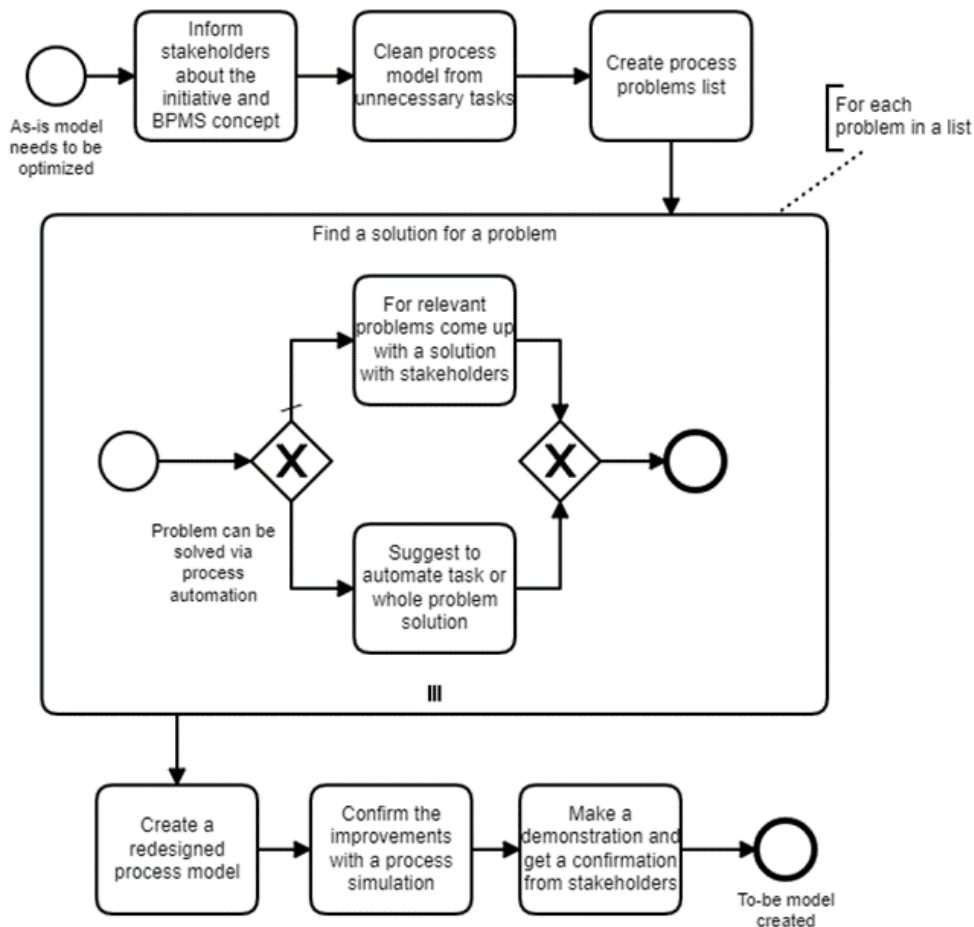 Inform
stakeholders
about the
initiative and
BPMS concept
Clean process
model from
unnecessary tasks
Create process
problems list
For each
problem in a list
As-is model
needs to be
optimized
Find a solution for a problem
For relevant
problems come up
with a solution
with stakeholders
X
X
Problem can be
solved via
process
automation
Suggest to
automate task or
whole problem
solution
Create a
redesigned
process model
Confirm the
improvements
with a process
simulation
Make a
demonstration and
get a confirmation
from stakeholders
To-be model
created